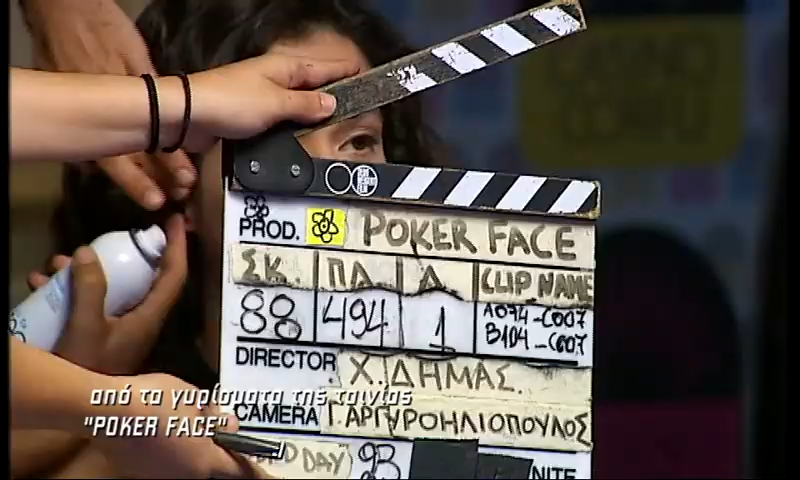 PROD. POKER FACE
ΣΚ. ΠΛ Λ CLIP NAME
88 494 1 A074-C007
B104-C007
DIRECTOR Χ.ΔΗΜΑΣ.
CAMERA Γ.ΑΡΓΥΡΟΗΛΙΟΠΟΥΛΟΣ
DAY NITE
από τα γυρίσματα της ταινίας
"POKER FACE"